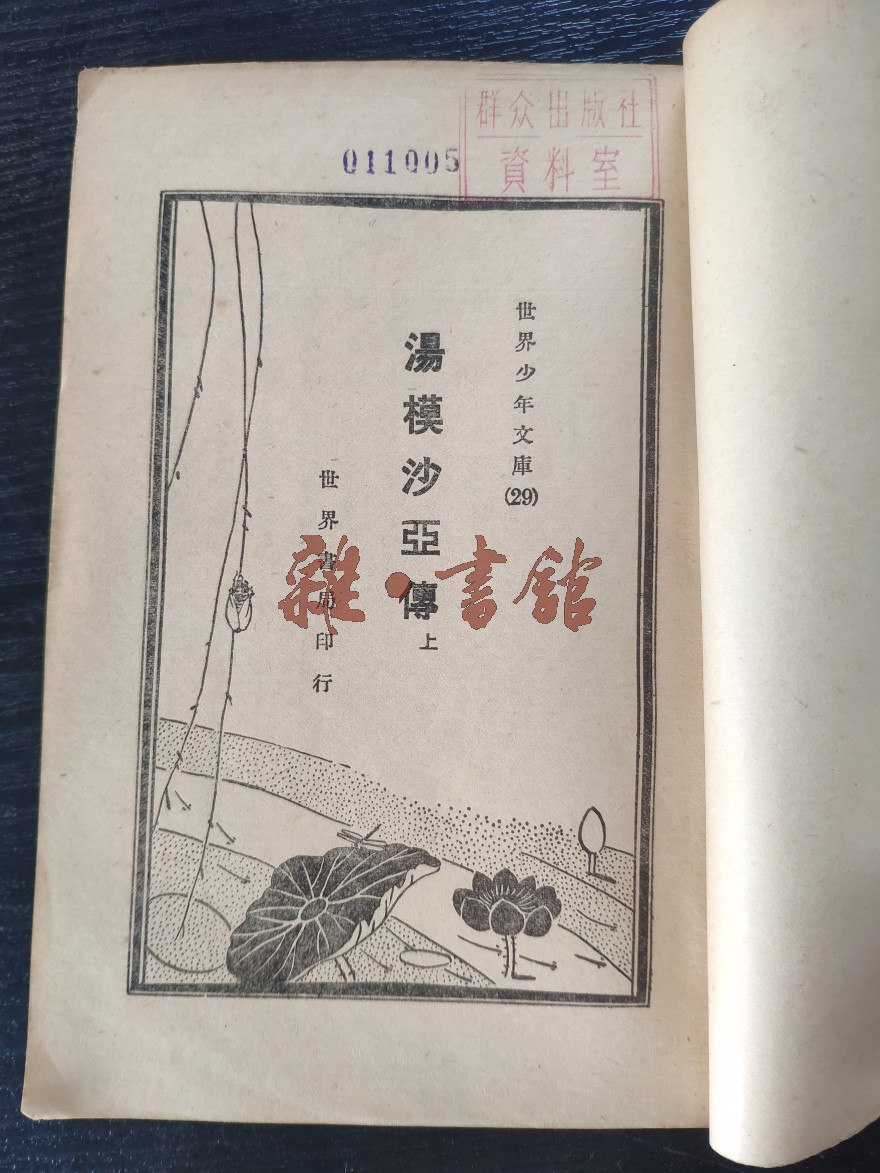 群众出版社
資料室
011005
世界少年文庫(29)
湯模沙亞傳
上
世界書局印行
雜·書館